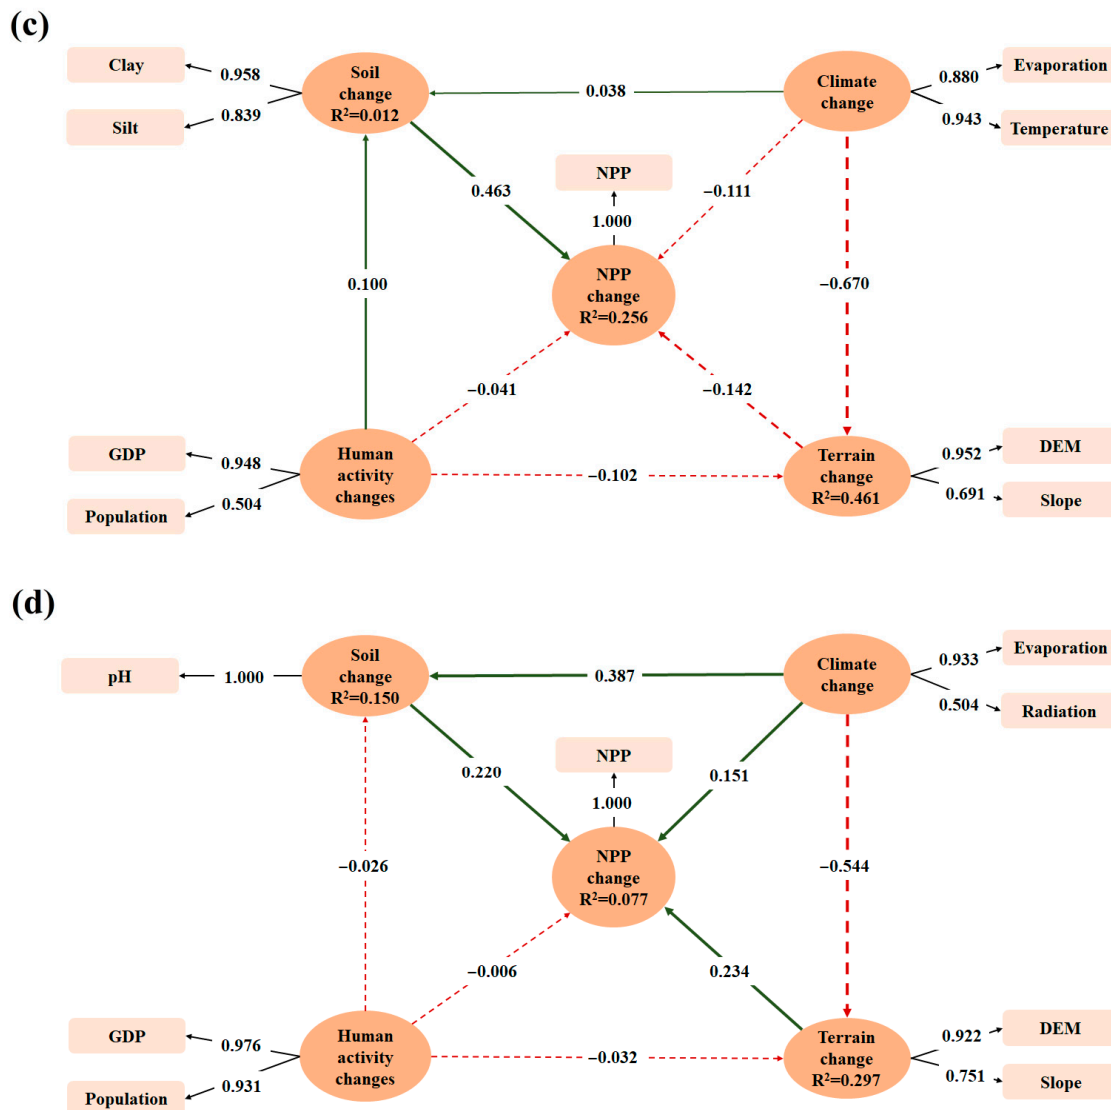 (c)
Clay
0.958
Silt
0.839
Soil
change
R²=0.012
0.038
Climate
change
0.880
Evaporation
0.943
Temperature
0.463
NPP
1.000
−0.111
NPP
change
R²=0.256
0.100
−0.670
−0.041
−0.142
GDP
0.948
Population
0.504
Human
activity
changes
−0.102
Terrain
change
R²=0.461
0.952
DEM
0.691
Slope
(d)
pH
1.000
Soil
change
R²=0.150
0.387
Climate
change
0.933
Evaporation
0.504
Radiation
0.220
NPP
1.000
0.151
NPP
change
R²=0.077
−0.026
−0.544
−0.006
0.234
GDP
0.976
Population
0.931
Human
activity
changes
−0.032
Terrain
change
R²=0.297
0.922
DEM
0.751
Slope